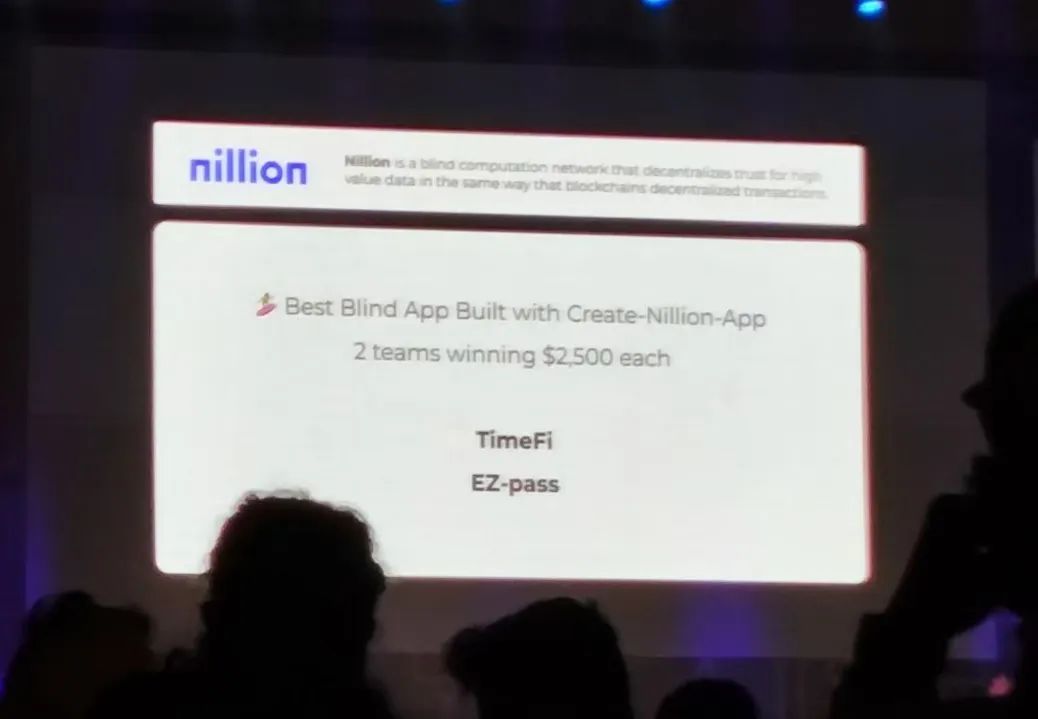 nillion
Nillion is a blind computation network that decentralizes trust for high
value data in the same way that blockchains decentralized transactions.
🏄 Best Blind App Built with Create-Nillion-App
2 teams winning $2,500 each
TimeFi
EZ-pass